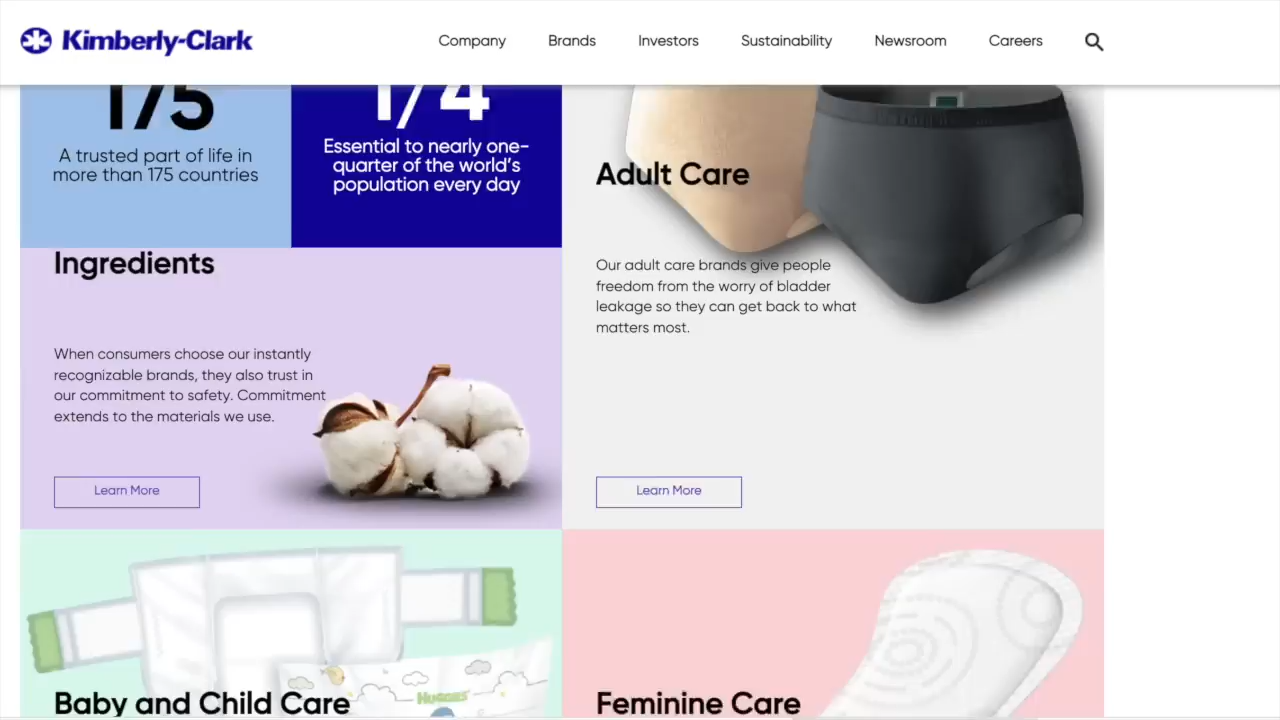 Kimberly-Clark
Company
Brands
Investors
Sustainability
Newsroom
Careers
175
A trusted part of life in
more than 175 countries
1/4
Essential to nearly one-
quarter of the world's
population every day
Adult Care
Our adult care brands give people
freedom from the worry of bladder
leakage so they can get back to what
matters most.
Learn More
Ingredients
When consumers choose our instantly
recognizable brands, they also trust in
our commitment to safety. Commitment
extends to the materials we use.
Learn More
HUGGIES
Baby and Child Care
Feminine Care